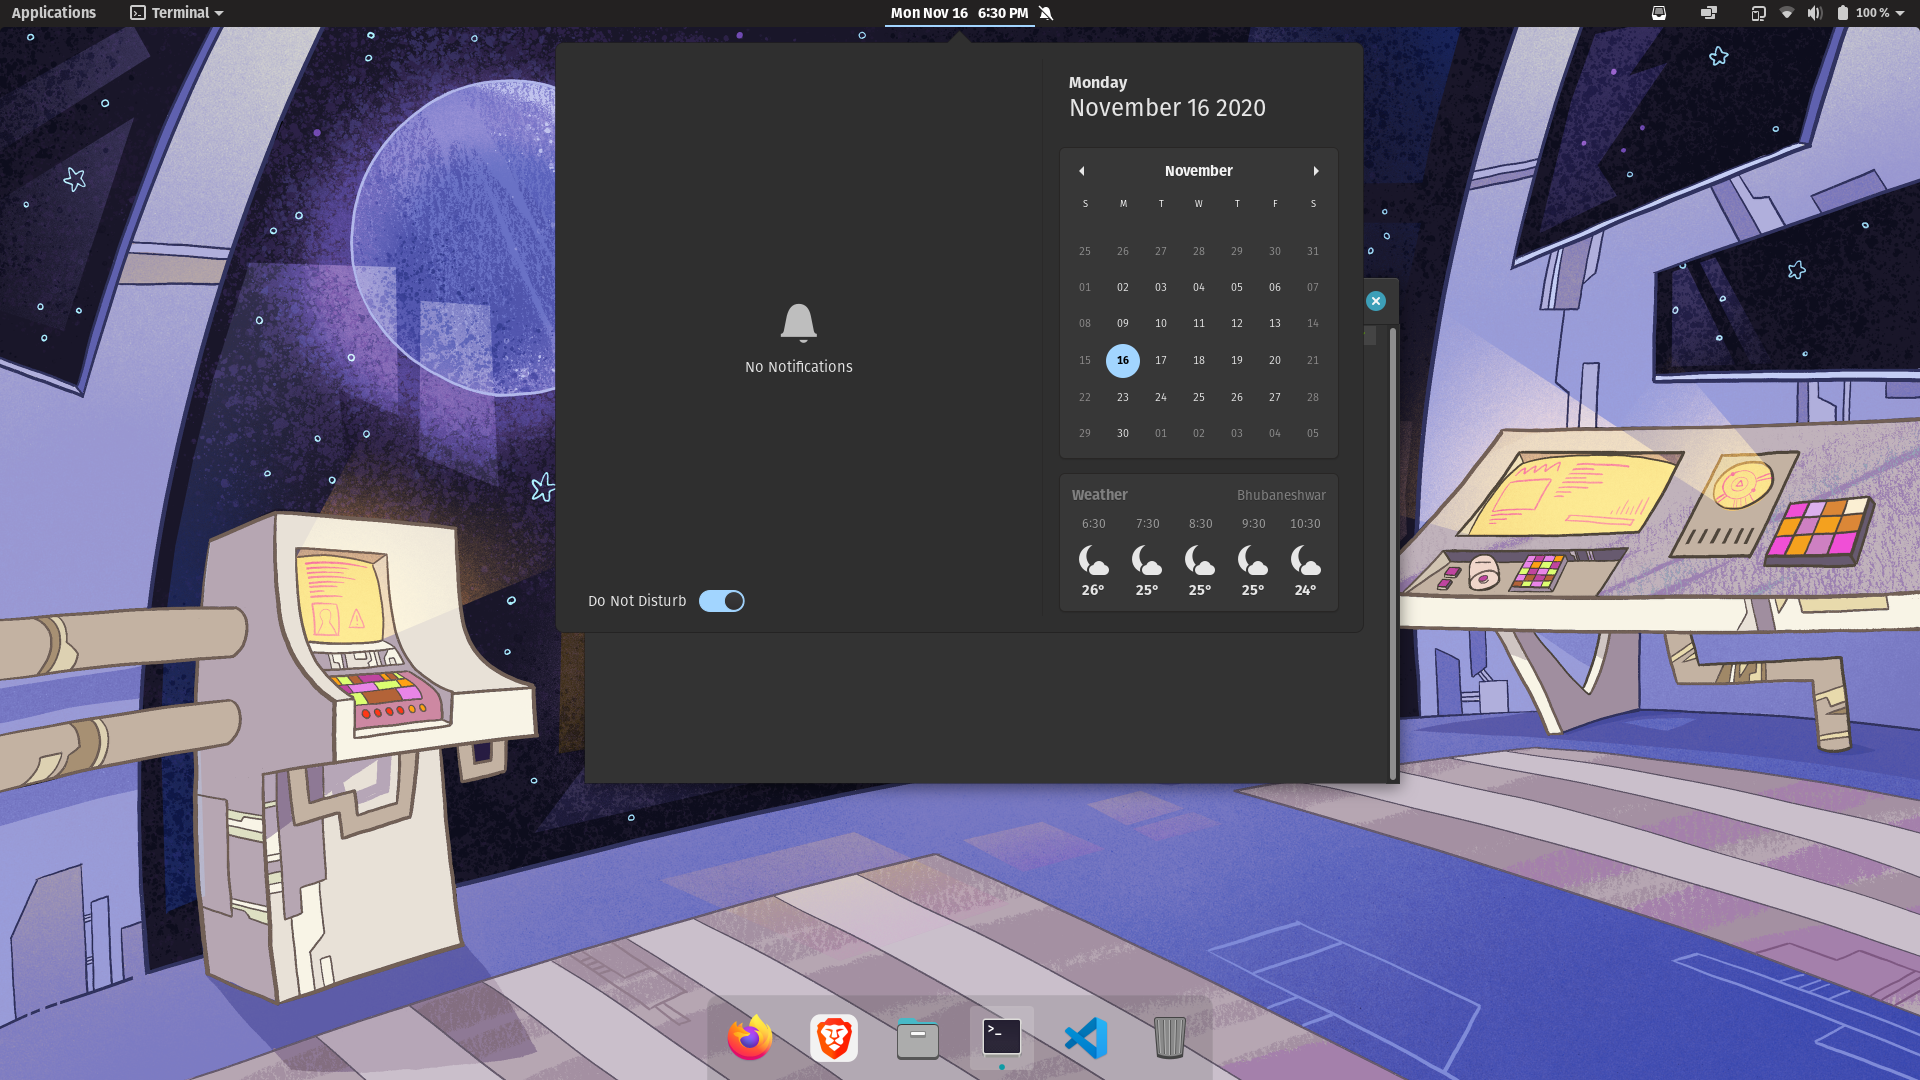 Applications Terminal Mon Nov 16 6:30 PM 100 %
Monday
November 16 2020
November
S M T W T F S
25 26 27 28 29 30 31
01 02 03 04 05 06 07
08 09 10 11 12 13 14
15 16 17 18 19 20 21
22 23 24 25 26 27 28
29 30 01 02 03 04 05
No Notifications
Weather Bhubaneshwar
6:30 7:30 8:30 9:30 10:30
26° 25° 25° 25° 24°
Do Not Disturb
>_